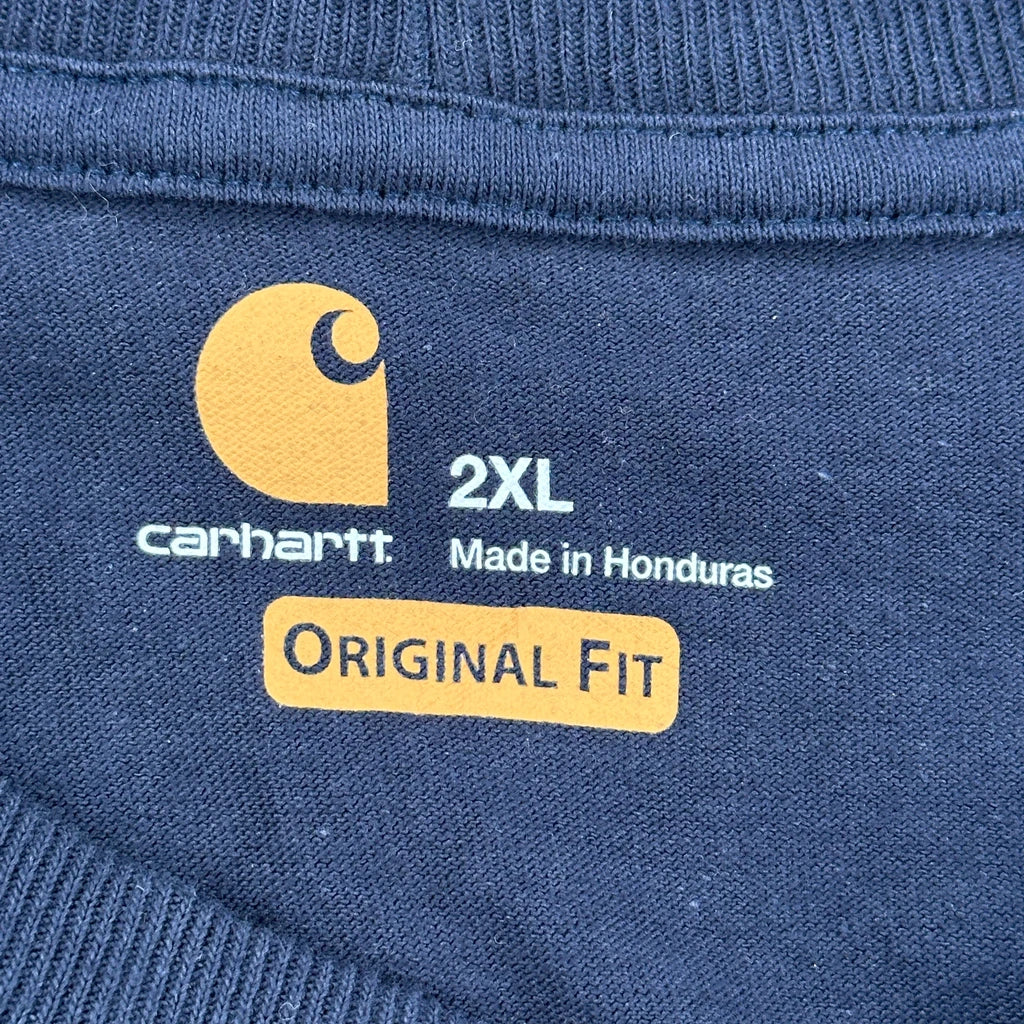 2XL
carhartt.
Made in Honduras
ORIGINAL FIT